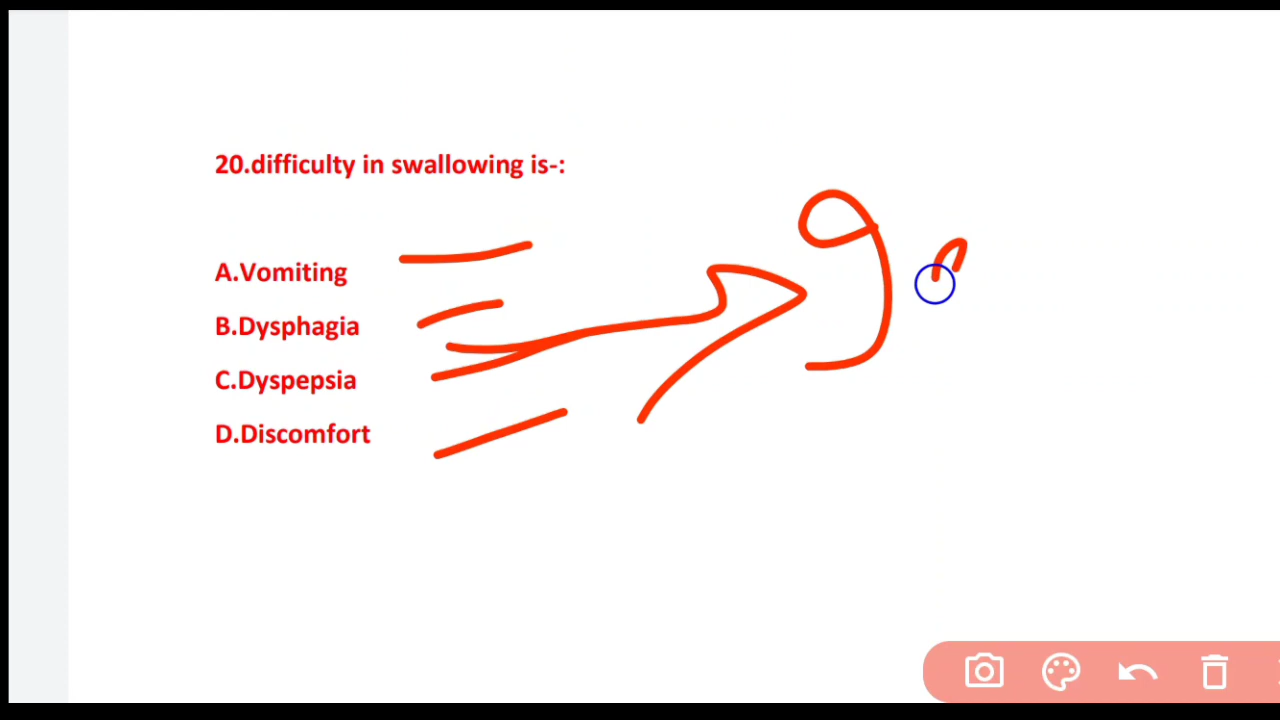 20.difficulty in swallowing is-:
A.Vomiting
B.Dysphagia
C.Dyspepsia
D.Discomfort